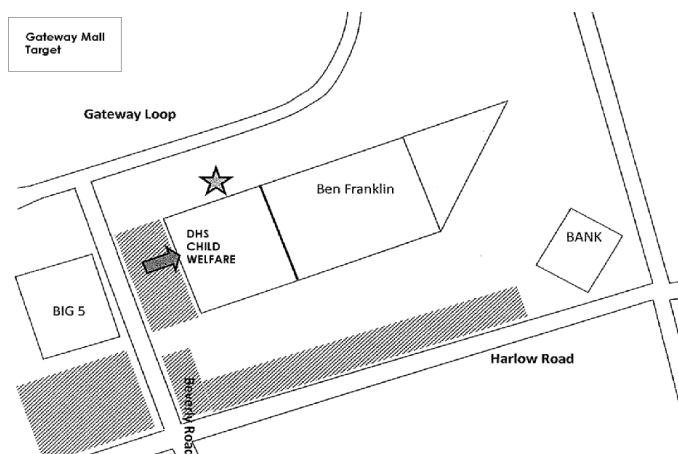 Gateway Mall
Target
Gateway Loop
Ben Franklin
DHS
CHILD
WELFARE
BANK
BIG 5
Harlow Road
Beverly Road